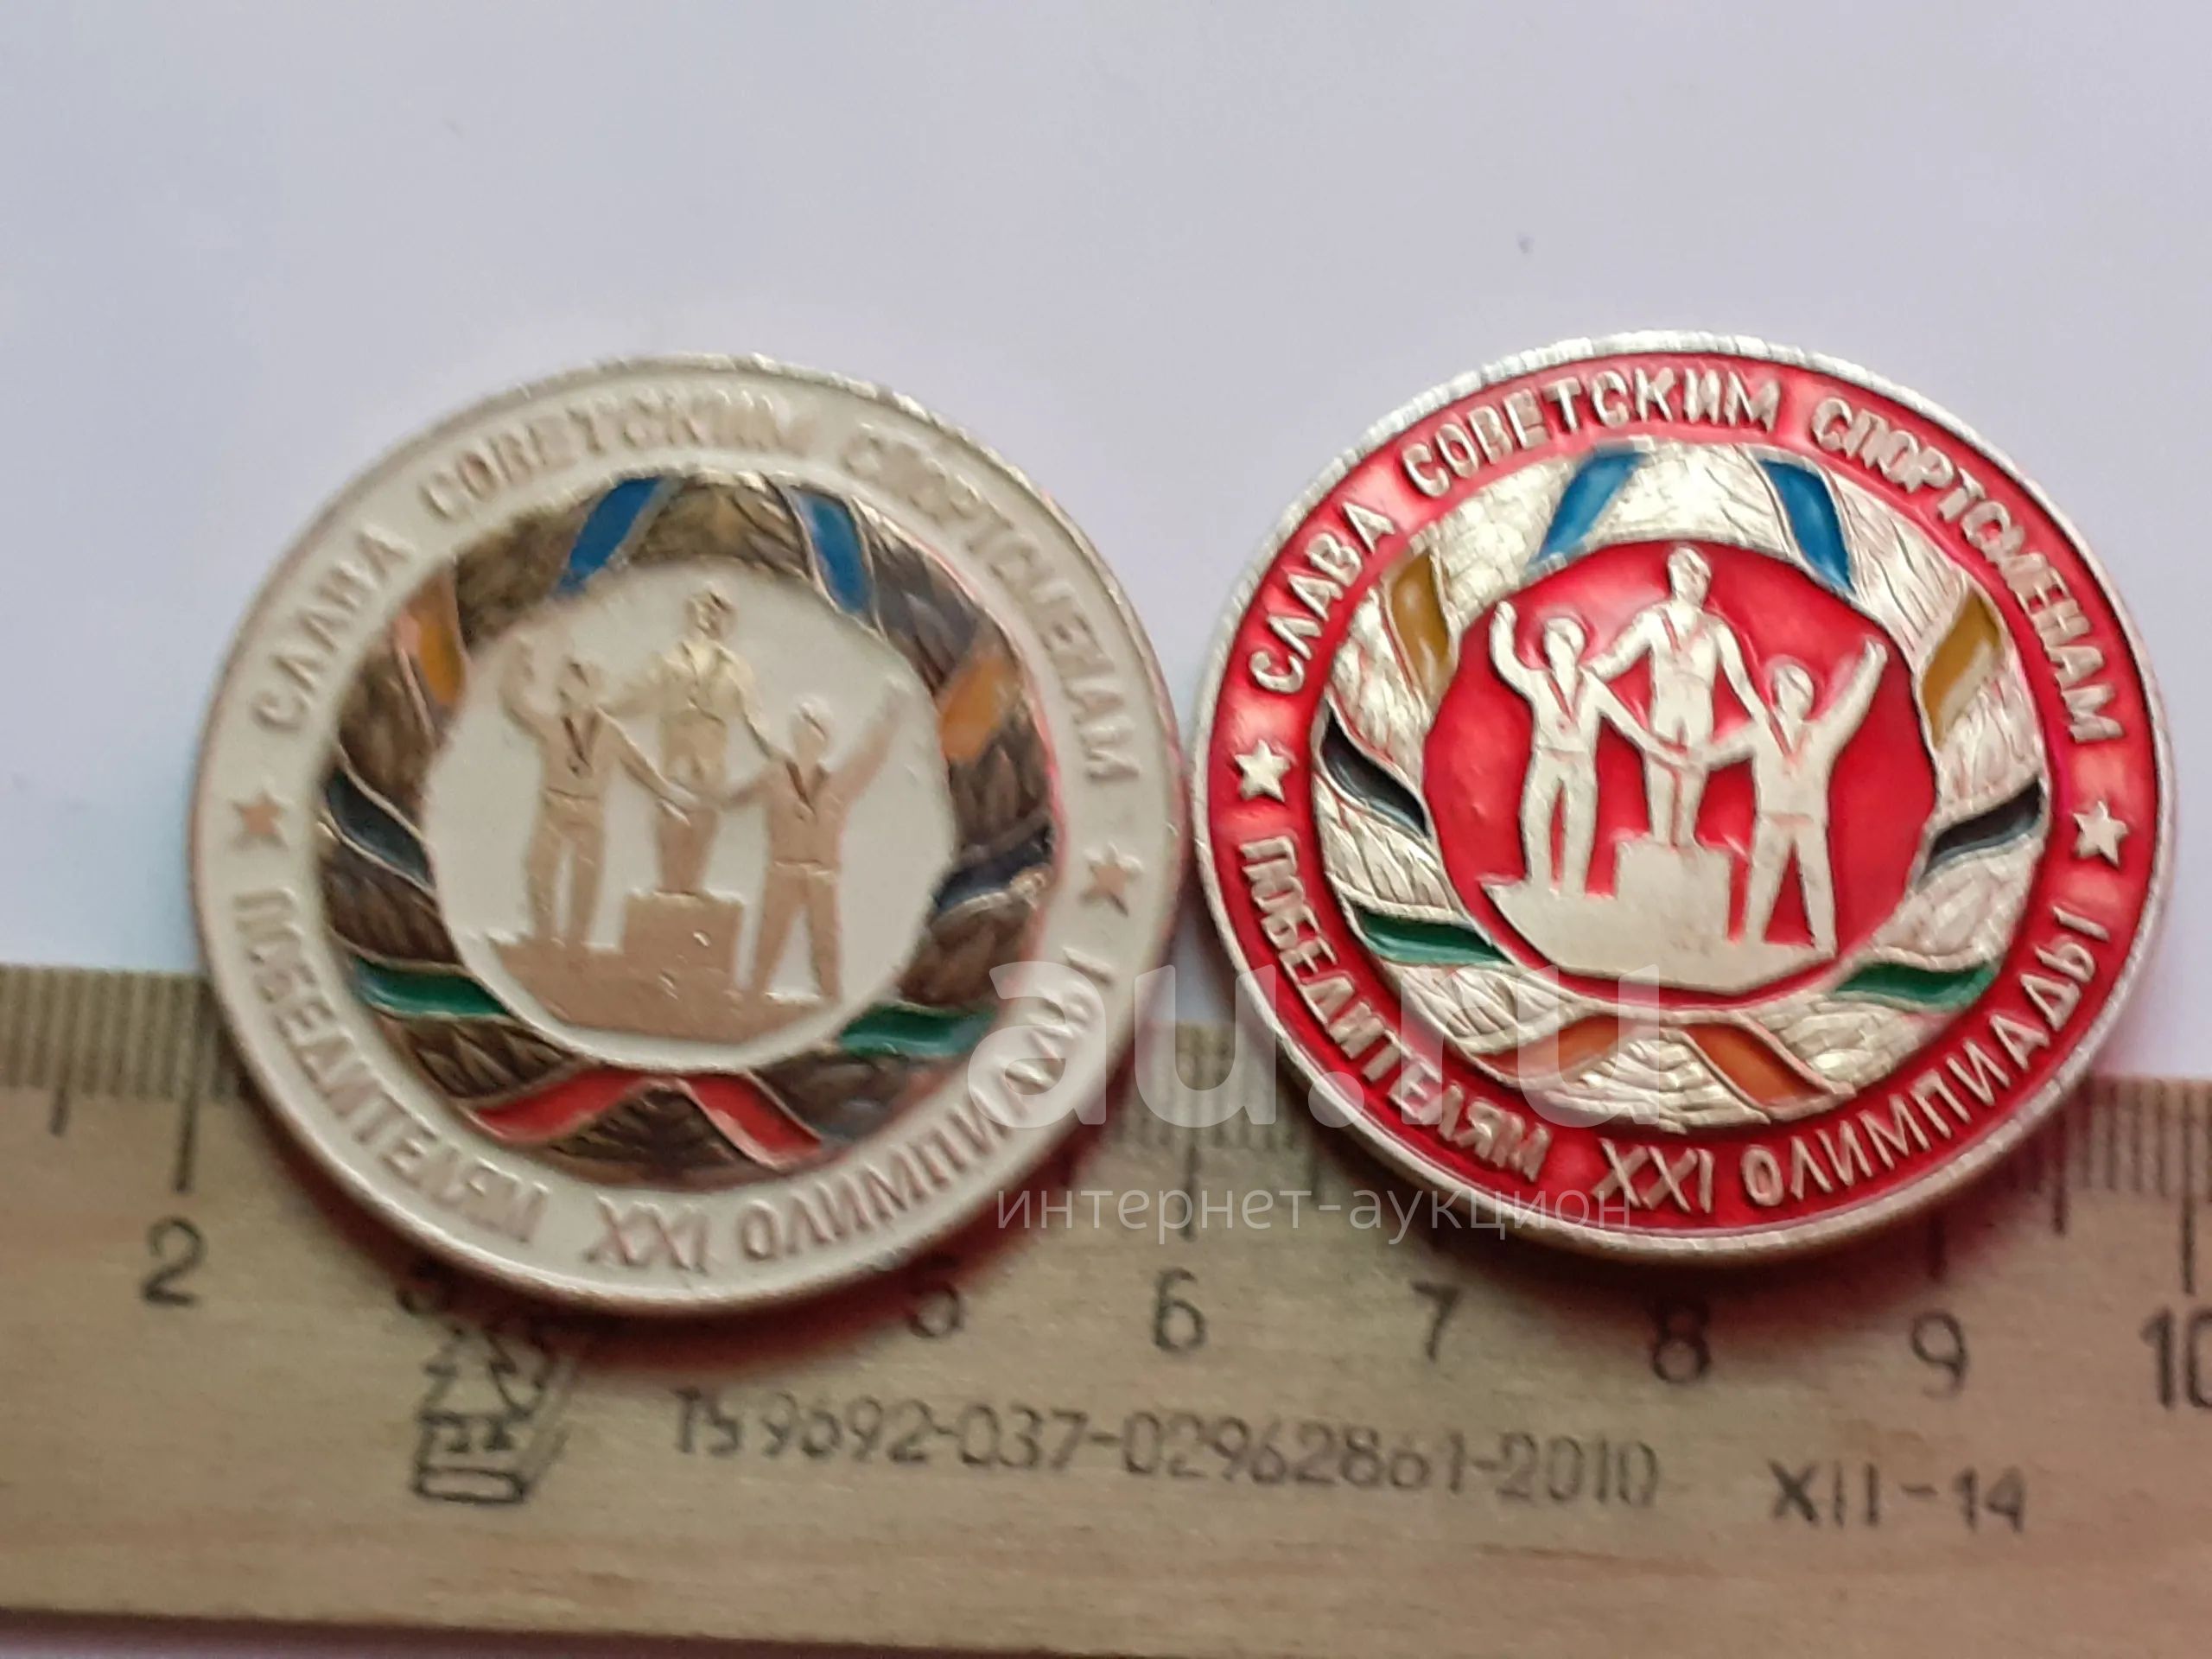 СЛАВА СОВЕТСКИМ СПОРТСМЕНАМ
ПОБЕДИТЕЛЯМ XXI ОЛИМПИАДЫ
СЛАВА СОВЕТСКИМ СПОРТСМЕНАМ
ПОБЕДИТЕЛЯМ XXI ОЛИМПИАДЫ
au.ru
интернет-аукцион
2 5 6 7 8 9 10
ТУ 9692-037-02962861-2010 XII-14